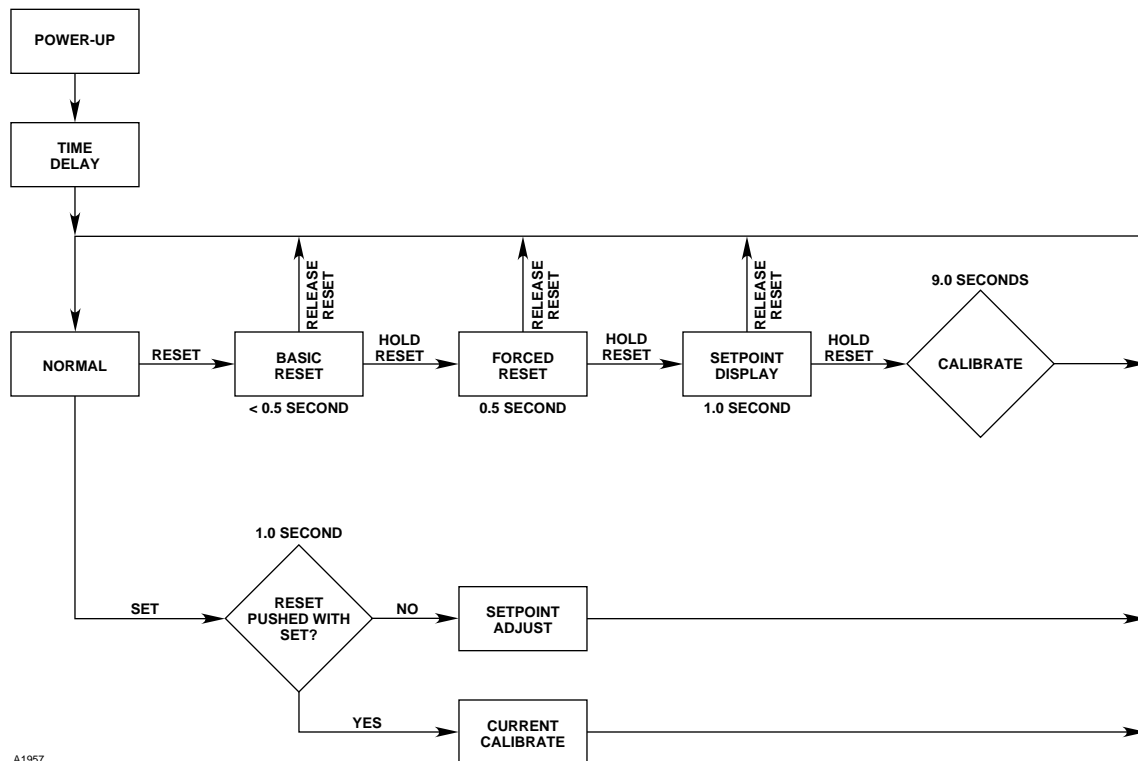 POWER-UP
TIME
DELAY
RELEASE
RESET
RELEASE
RESET
RELEASE
RESET
9.0 SECONDS
NORMAL
RESET
BASIC
RESET
HOLD
RESET
FORCED
RESET
HOLD
RESET
SETPOINT
DISPLAY
HOLD
RESET
CALIBRATE
< 0.5 SECOND
0.5 SECOND
1.0 SECOND
1.0 SECOND
SET
RESET
PUSHED WITH
SET?
NO
SETPOINT
ADJUST
YES
CURRENT
CALIBRATE
A1957